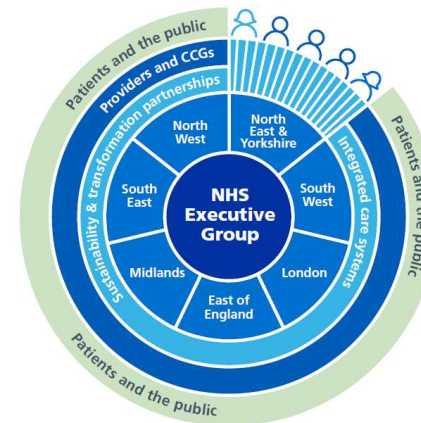 Patients and the public
Providers and CCGs
Sustainability & transformation partnerships
Integrated care systems
Patients and the public
Patients and the public
North
West
North
East &
Yorkshire
South
East
South
West
Midlands
London
East of
England
NHS
Executive
Group